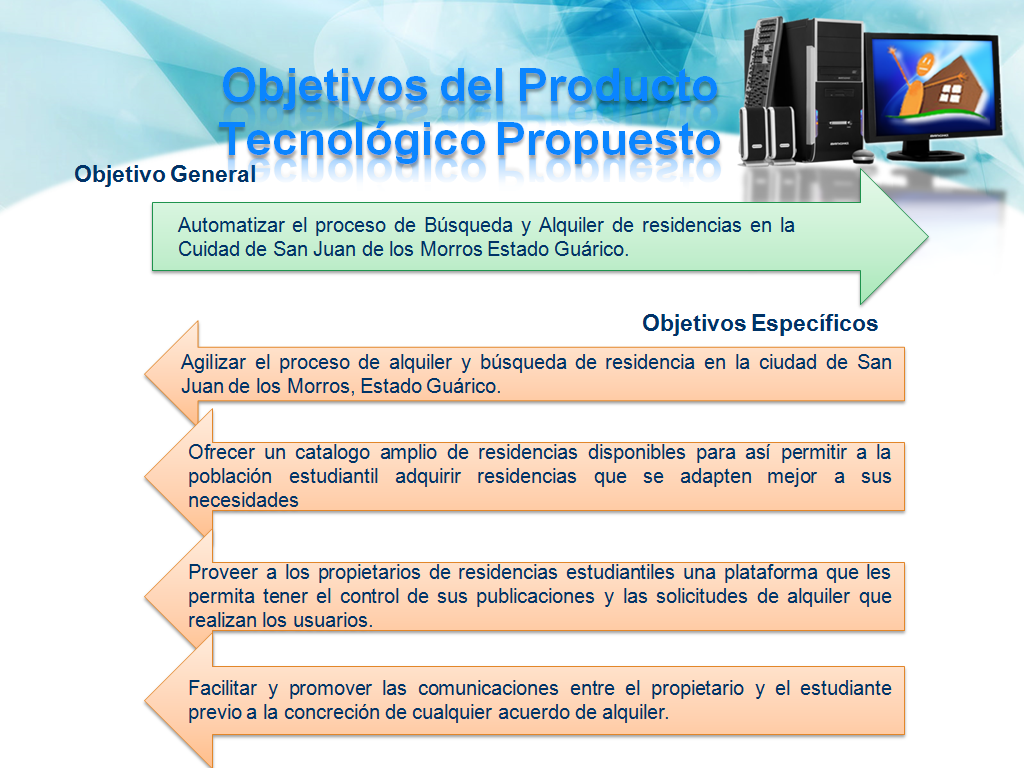 Objetivos del Producto
Tecnológico Propuesto
Objetivo General
Automatizar el proceso de Búsqueda y Alquiler de residencias en la
Cuidad de San Juan de los Morros Estado Guárico.
Objetivos Específicos
Agilizar el proceso de alquiler y búsqueda de residencia en la ciudad de San
Juan de los Morros, Estado Guárico.
Ofrecer un catalogo amplio de residencias disponibles para así permitir a la
población estudiantil adquirir residencias que se adapten mejor a sus
necesidades
Proveer a los propietarios de residencias estudiantiles una plataforma que les
permita tener el control de sus publicaciones y las solicitudes de alquiler que
realizan los usuarios.
Facilitar y promover las comunicaciones entre el propietario y el estudiante
previo a la concreción de cualquier acuerdo de alquiler.